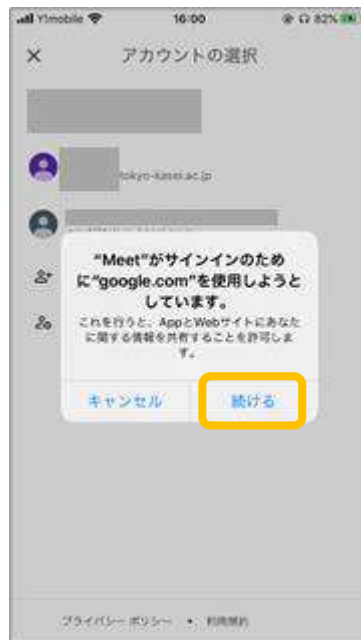 Y!mobile 16:00 82%
アカウントの選択
tokyo-kasei.ac.jp
"Meet"がサインインのため
に"google.com"を使用しようと
しています。
これを行うと、AppとWebサイトにあなた
に関する情報を共有することを許可しま
す。
キャンセル 続ける
プライバシー ポリシー • 利用規約